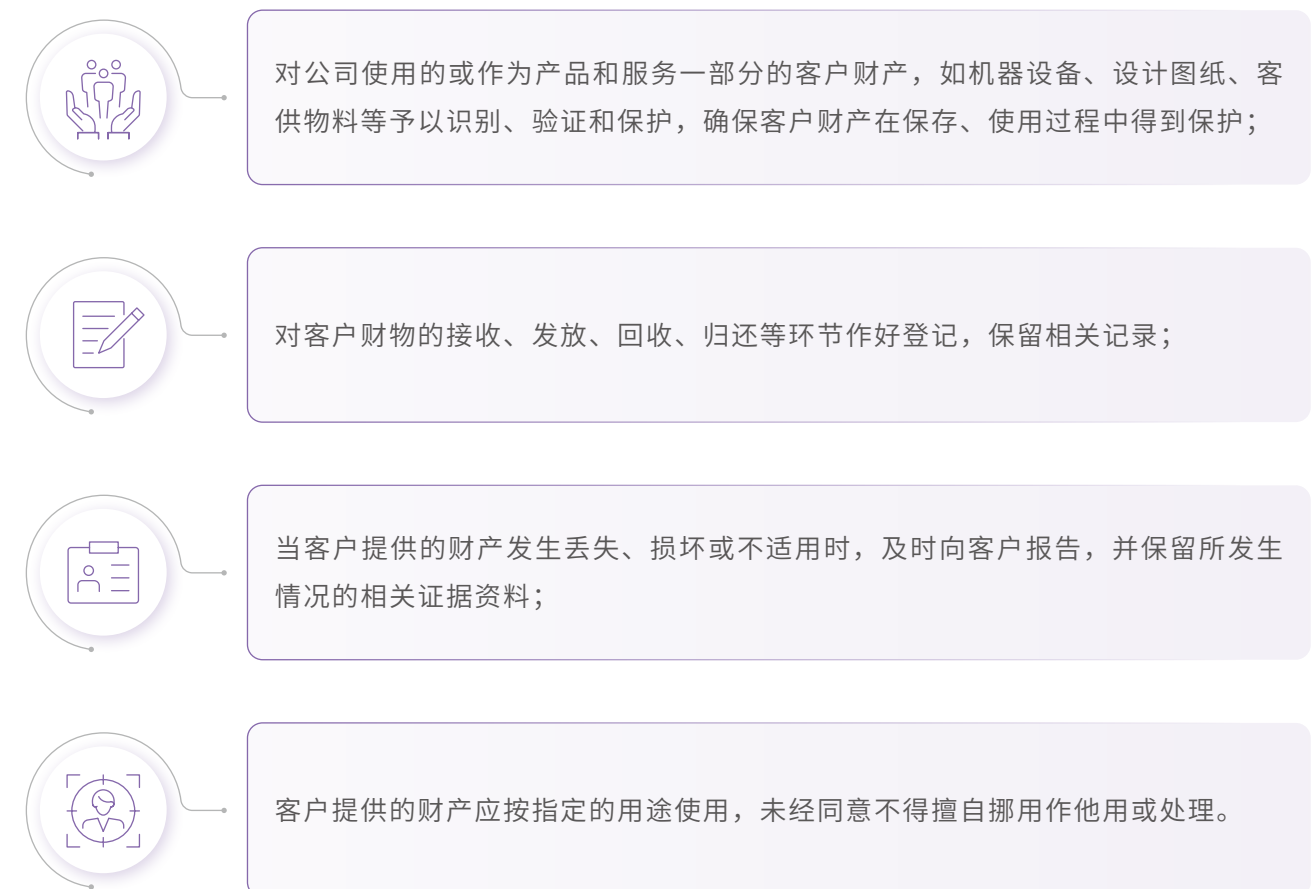 对公司使用的或作为产品和服务一部分的客户财产，如机器设备、设计图纸、客
供物料等予以识别、验证和保护，确保客户财产在保存、使用过程中得到保护；
对客户财物的接收、发放、回收、归还等环节作好登记，保留相关记录；
当客户提供的财产发生丢失、损坏或不适用时，及时向客户报告，并保留所发生
情况的相关证据资料；
客户提供的财产应按指定的用途使用，未经同意不得擅自挪用作他用或处理。